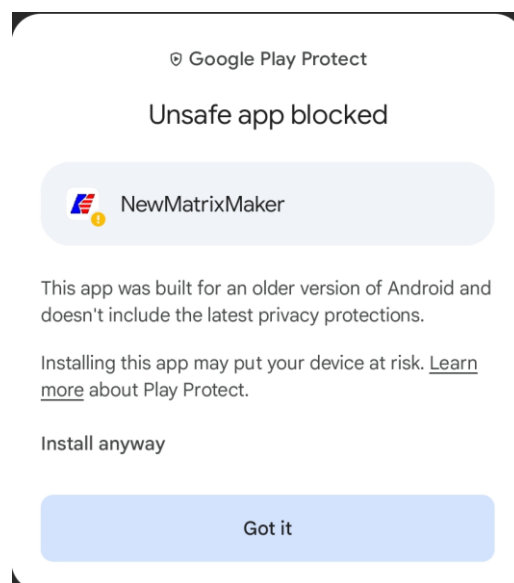 Google Play Protect
Unsafe app blocked
NewMatrixMaker
This app was built for an older version of Android and
doesn't include the latest privacy protections.
Installing this app may put your device at risk. Learn
more about Play Protect.
Install anyway
Got it